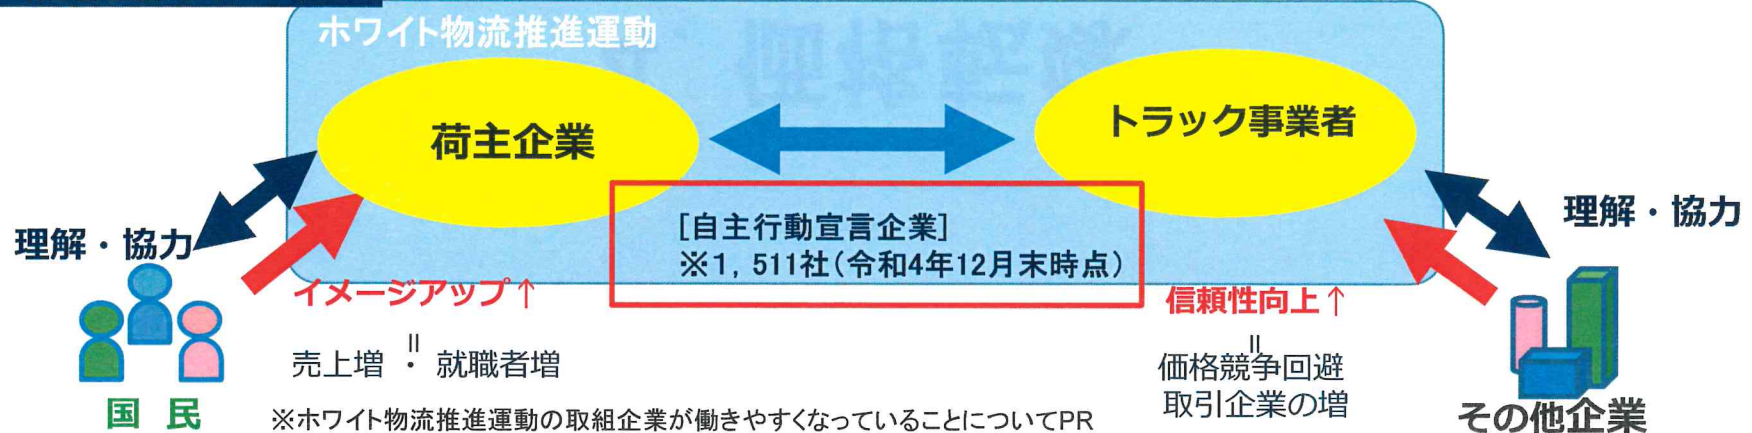 ホワイト物流推進運動
荷主企業
トラック事業者
[自主行動宣言企業]
※1,511社(令和4年12月末時点)
理解・協力
理解・協力
イメージアップ↑
=
売上増 ・ 就職者増
信頼性向上↑
=
価格競争回避
取引企業の増
国 民
その他企業
※ホワイト物流推進運動の取組企業が働きやすくなっていることについてPR